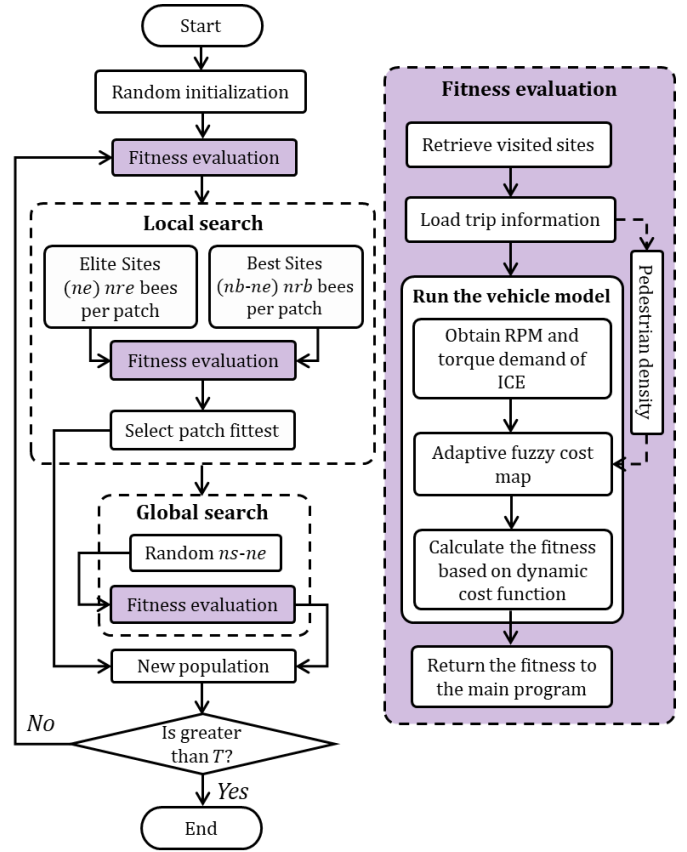 Start
Random initialization
Fitness evaluation
Local search
Elite Sites
(ne) nre bees
per patch
Best Sites
(nb-ne) nrb bees
per patch
Fitness evaluation
Select patch fittest
Global search
Random ns-ne
Fitness evaluation
New population
Is greater
than T?
No
Yes
End
Fitness evaluation
Retrieve visited sites
Load trip information
Pedestrian density
Run the vehicle model
Obtain RPM and
torque demand of
ICE
Adaptive fuzzy cost
map
Calculate the fitness
based on dynamic
cost function
Return the fitness to
the main program